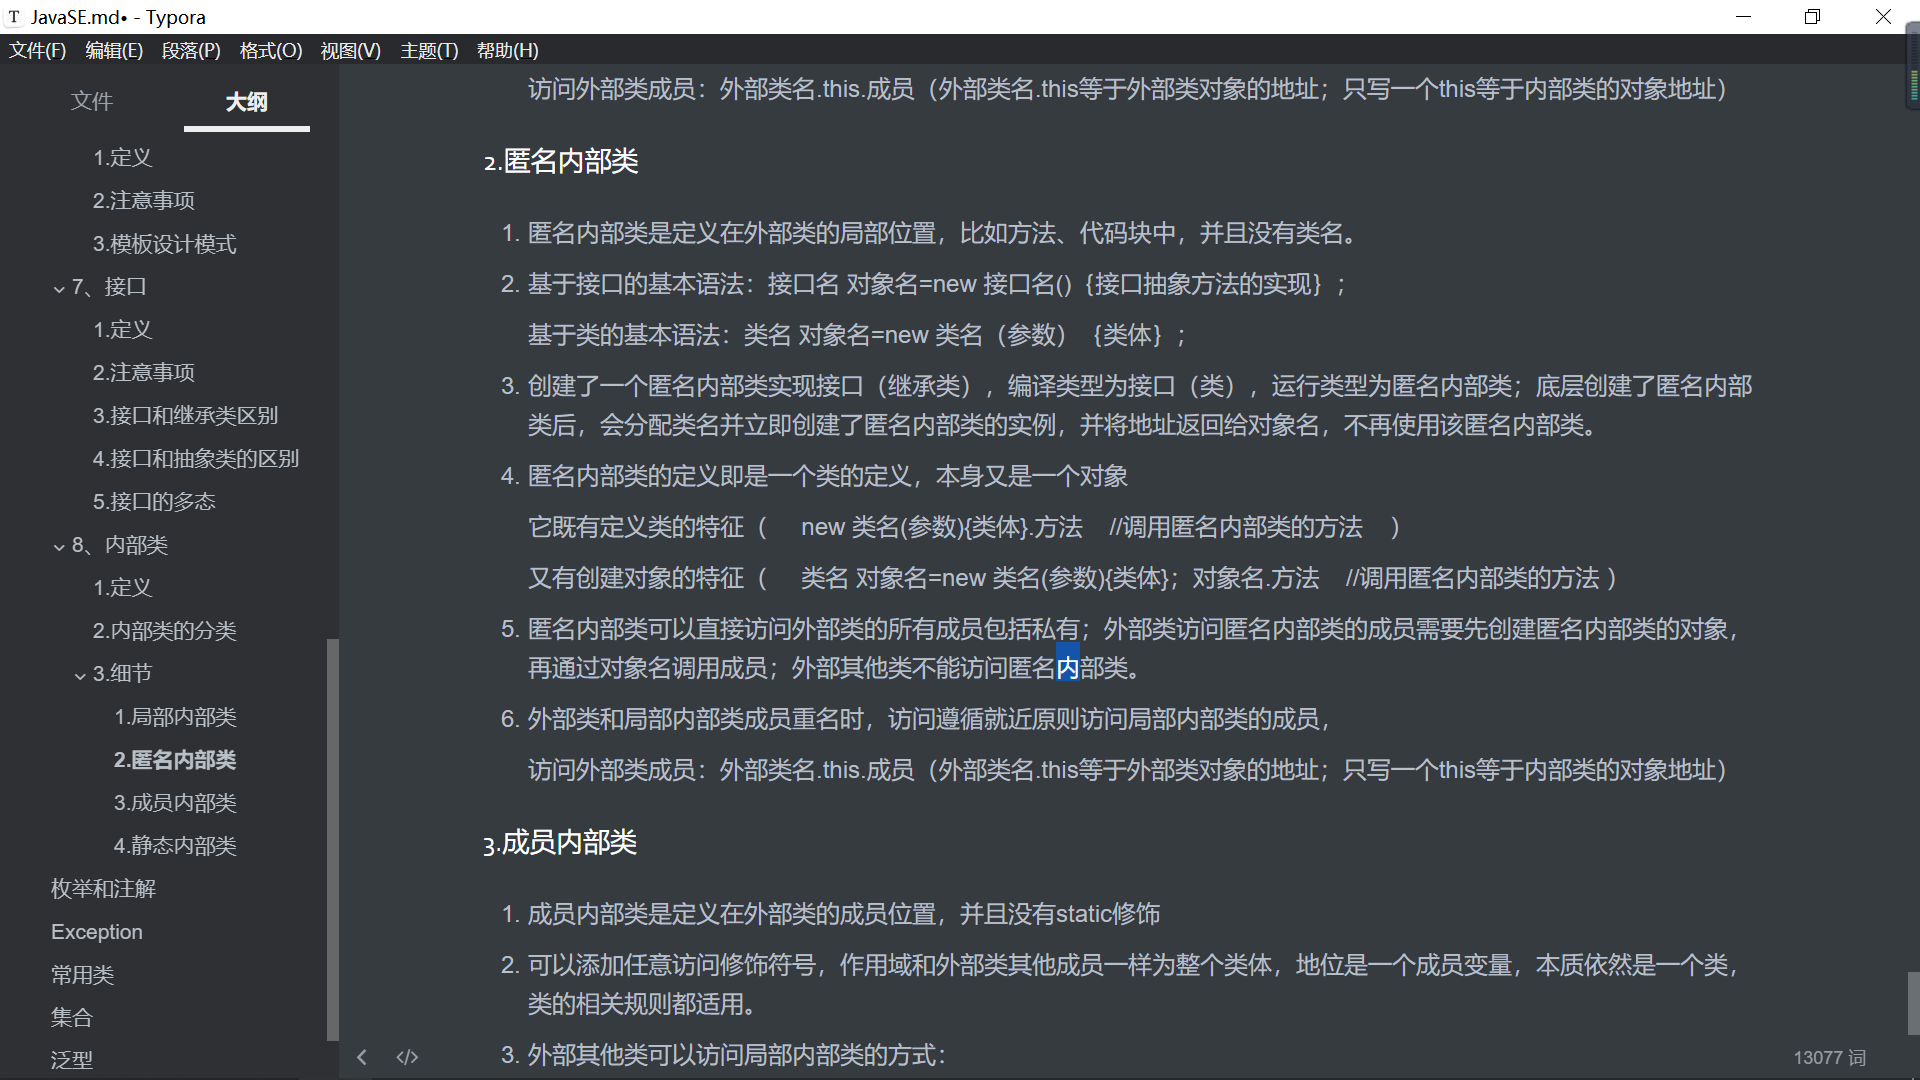 JavaSE.md• - Typora
文件(F) 编辑(E) 段落(P) 格式(O) 视图(V) 主题(T) 帮助(H)
文件 大纲
1.定义
2.注意事项
3.模板设计模式
7、接口
1.定义
2.注意事项
3.接口和继承类区别
4.接口和抽象类的区别
5.接口的多态
8、内部类
1.定义
2.内部类的分类
3.细节
1.局部内部类
2.匿名内部类
3.成员内部类
4.静态内部类
枚举和注解
Exception
常用类
集合
泛型
访问外部类成员：外部类名.this.成员（外部类名.this等于外部类对象的地址；只写一个this等于内部类的对象地址）
2.匿名内部类
1. 匿名内部类是定义在外部类的局部位置，比如方法、代码块中，并且没有类名。
2. 基于接口的基本语法：接口名 对象名=new 接口名()｛接口抽象方法的实现｝；
基于类的基本语法：类名 对象名=new 类名（参数）｛类体｝；
3. 创建了一个匿名内部类实现接口（继承类），编译类型为接口（类），运行类型为匿名内部类；底层创建了匿名内部
类后，会分配类名并立即创建了匿名内部类的实例，并将地址返回给对象名，不再使用该匿名内部类。
4. 匿名内部类的定义即是一个类的定义，本身又是一个对象
它既有定义类的特征（ new 类名(参数){类体}.方法 //调用匿名内部类的方法 ）
又有创建对象的特征（ 类名 对象名=new 类名(参数){类体}；对象名.方法 //调用匿名内部类的方法 ）
5. 匿名内部类可以直接访问外部类的所有成员包括私有；外部类访问匿名内部类的成员需要先创建匿名内部类的对象，
再通过对象名调用成员；外部其他类不能访问匿名内部类。
6. 外部类和局部内部类成员重名时，访问遵循就近原则访问局部内部类的成员，
访问外部类成员：外部类名.this.成员（外部类名.this等于外部类对象的地址；只写一个this等于内部类的对象地址）
3.成员内部类
1. 成员内部类是定义在外部类的成员位置，并且没有static修饰
2. 可以添加任意访问修饰符号，作用域和外部类其他成员一样为整个类体，地位是一个成员变量，本质依然是一个类，
类的相关规则都适用。
3. 外部其他类可以访问局部内部类的方式：
</> 13077 词